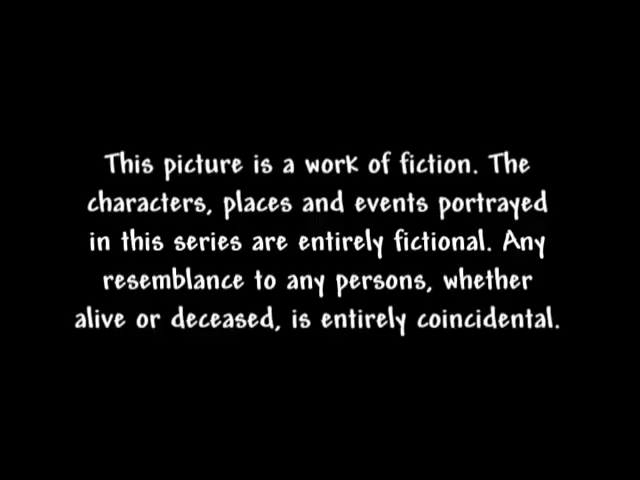 This picture is a work of fiction. The
characters, places and events portrayed
in this series are entirely fictional. Any
resemblance to any persons, whether
alive or deceased, is entirely coincidental.